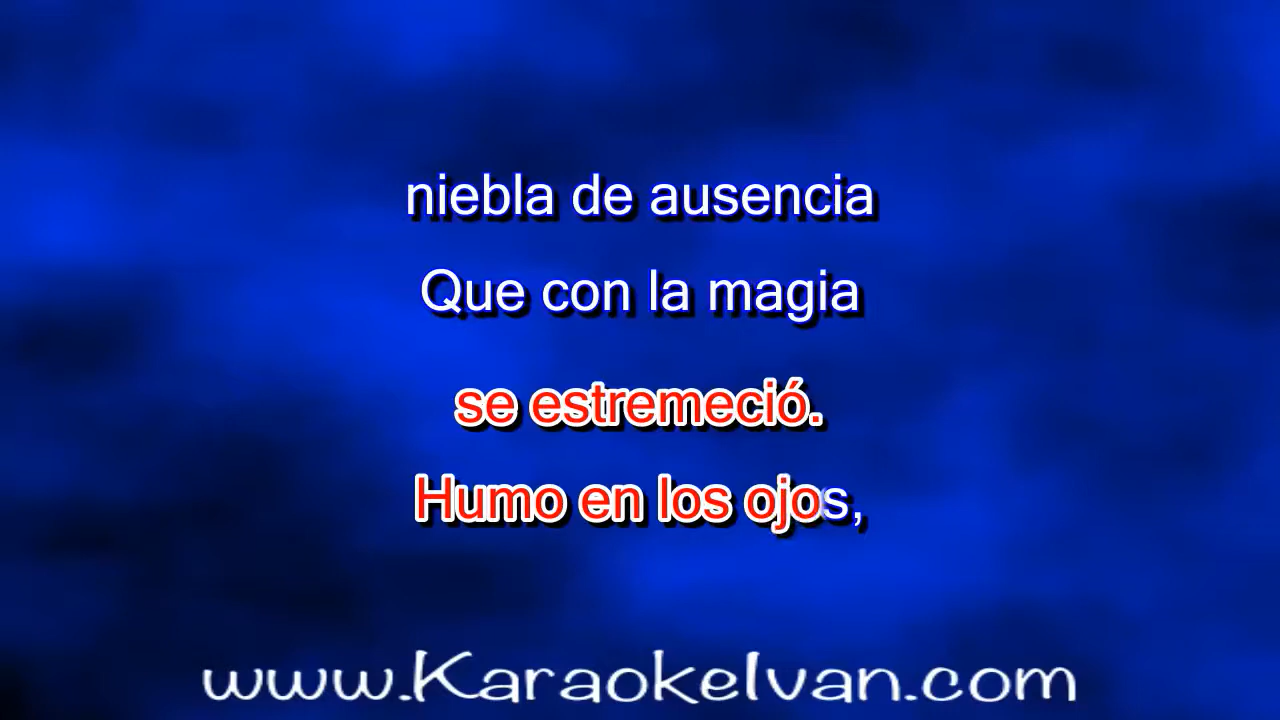 niebla de ausencia
Que con la magia
se estremeció.
Humo en los ojos,
www.KaraokeIvan.com